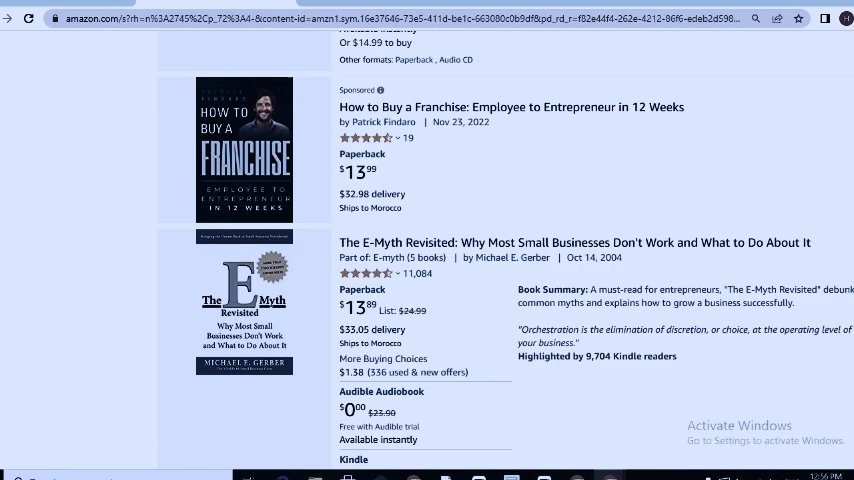 amazon.com/s?rh=n%3A2745%2Cp_72%3A4-&content-id=amzn1.sym.16e37646-73e5-411d-be1c-663080c0b9df&pd_rd_r=f82e44f4-262e-4212-86f6-edeb2d598...
H
Or $14.99 to buy
Other formats: Paperback , Audio CD
Sponsored
How to Buy a Franchise: Employee to Entrepreneur in 12 Weeks
by Patrick Findaro | Nov 23, 2022
19
Paperback
$13 99
$32.98 delivery
Ships to Morocco
PATRICK
FINDARO
HOW TO
BUY A
FRANCHISE
EMPLOYEE TO
ENTREPRENEUR
IN 12 WEEKS
The E-Myth Revisited: Why Most Small Businesses Don't Work and What to Do About It
Part of: E-myth (5 books) | by Michael E. Gerber | Oct 14, 2004
11,084
Paperback
$13 89 List: $24.99
$33.05 delivery
Ships to Morocco
More Buying Choices
$1.38 (336 used & new offers)
Audible Audiobook
$0 00 $23.90
Free with Audible trial
Available instantly
Kindle
Book Summary: A must-read for entrepreneurs, "The E-Myth Revisited" debunk
common myths and explains how to grow a business successfully.
"Orchestration is the elimination of discretion, or choice, at the operating level of
your business."
Highlighted by 9,704 Kindle readers
The E Myth
Revisited
Why Most Small
Businesses Don't Work
and What to Do About It
MICHAEL E. GERBER
Activate Windows
Go to Settings to activate Windows.
12:56 PM